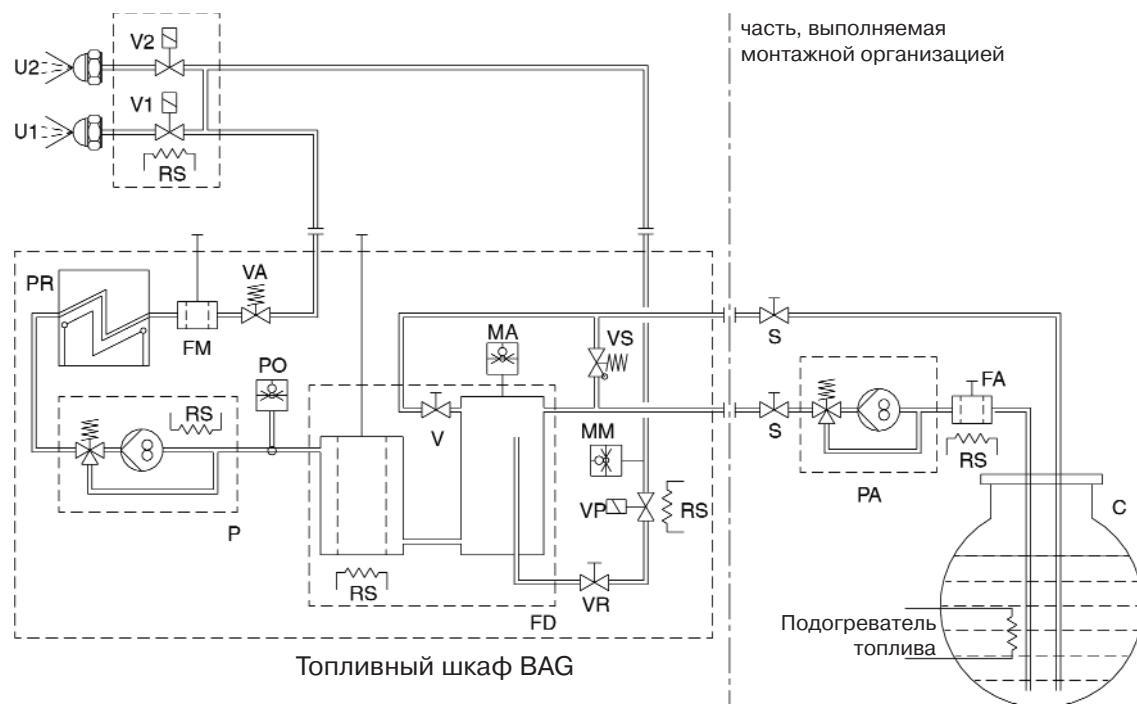 часть, выполняемая
монтажной организацией
V2
U2
V1
U1
RS
PR
VA
FM
MA
VS
S
PO
FA
RS
V
S
MM
RS
PA
C
VP
RS
P
RS
VR
FD
Подогреватель
топлива
Топливный шкаф BAG